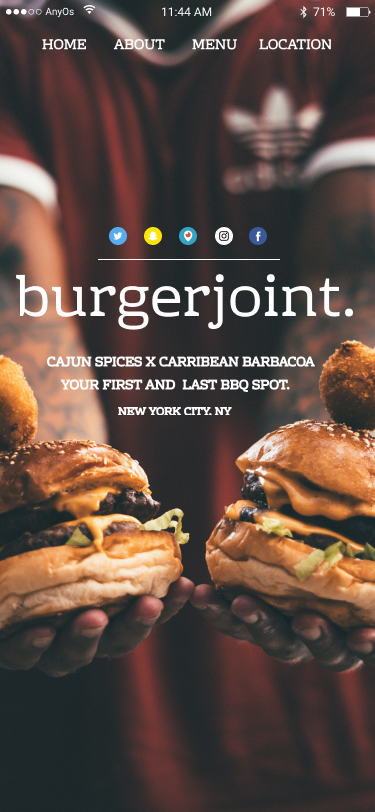 AnyOs 11:44 AM 71%
HOME ABOUT MENU LOCATION
burgerjoint.
CAJUN SPICES X CARRIBEAN BARBACOA
YOUR FIRST AND LAST BBQ SPOT.
NEW YORK CITY. NY